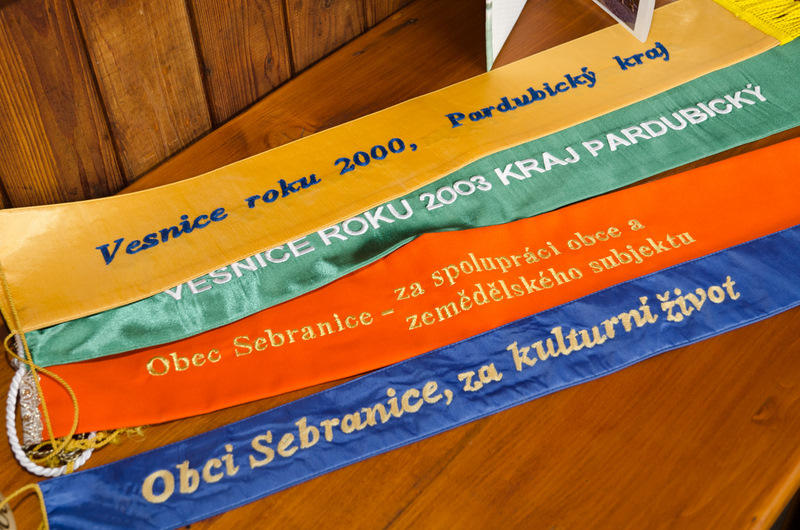 Vesnice roku 2000, Pardubický kraj
VESNICE ROKU 2003 KRAJ PARDUBICKÝ
Obec Sebranice – za spolupráci obce a
zemědělského subjektu
Obci Sebranice, za kulturní život